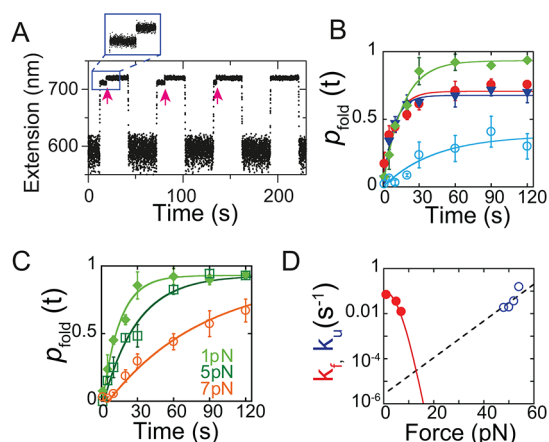 A
Extension (nm)
700
600
0
100
200
Time (s)
B
p_fold (t)
1
0.5
0
0 30 60 90 120
Time (s)
C
p_fold (t)
1
0.5
0
1pN
5pN
7pN
0 30 60 90 120
Time (s)
D
k_f, k_u(s⁻¹)
0.1
0.01
10⁻⁴
10⁻⁶
0 20 40 60
Force (pN)